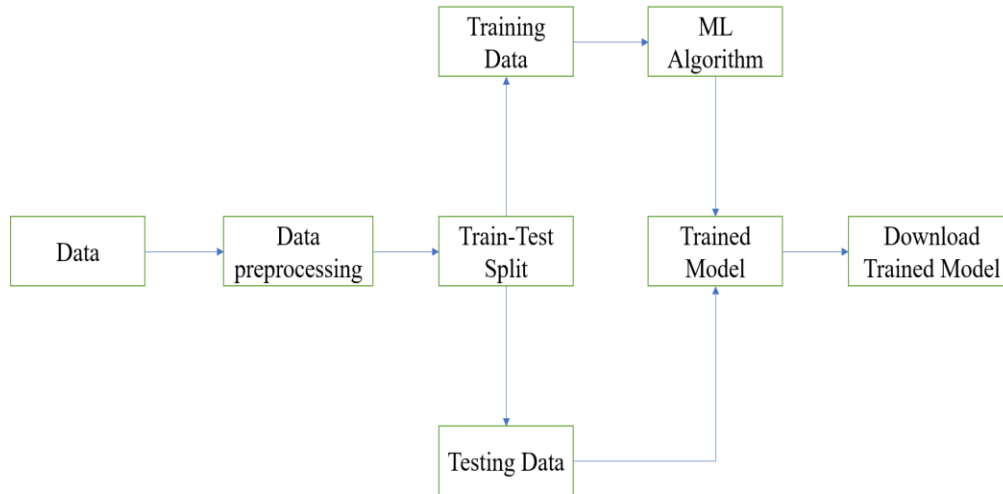 Training
Data
ML
Algorithm
Data
Data
preprocessing
Train-Test
Split
Trained
Model
Download
Trained Model
Testing Data